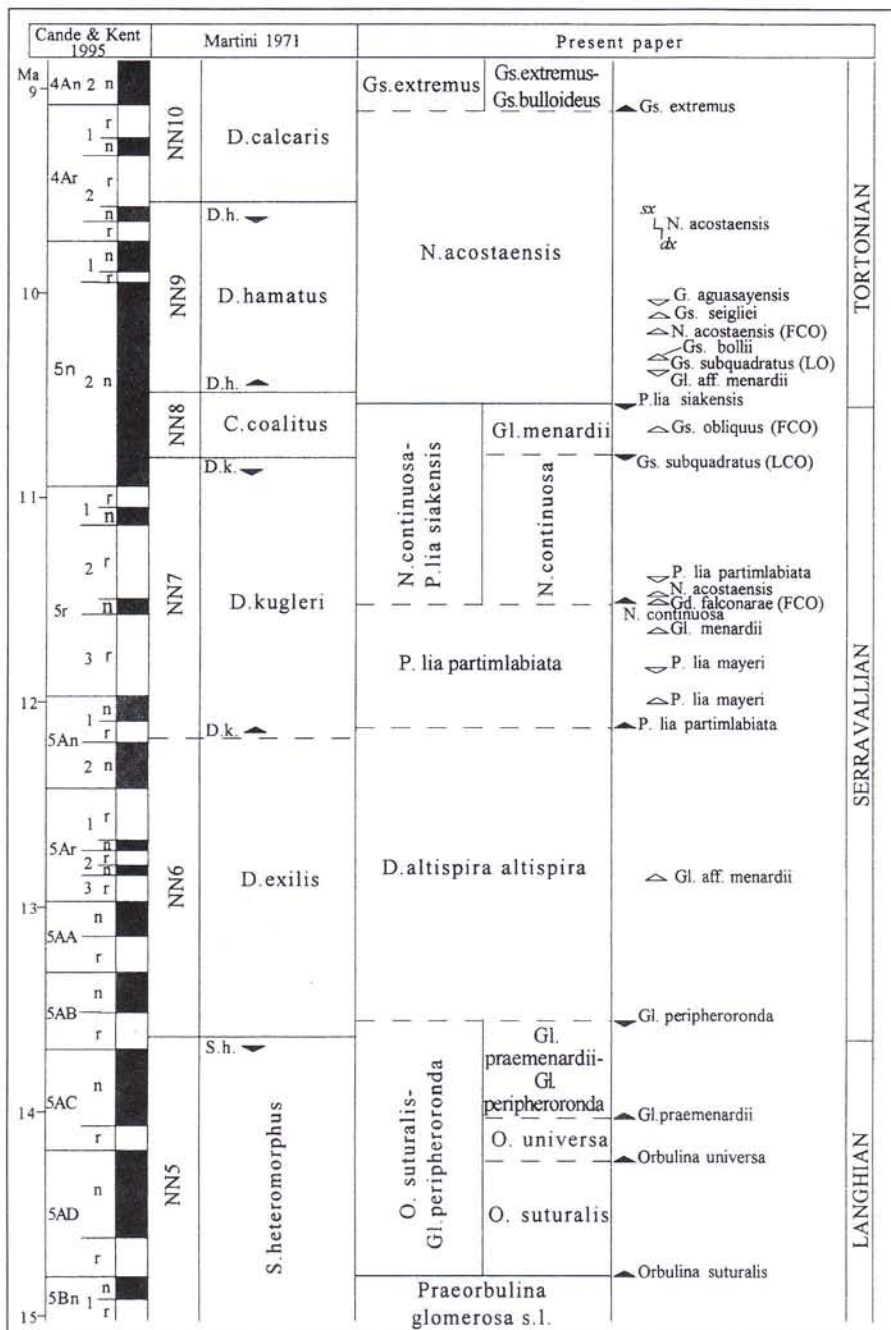 Cande & Kent
1995
Martini 1971
Present paper
Ma
9
10
11
12
13
14
15
4An 2 n
1 r
n
4Ar
2 r
n
r
1 n
r
5n
2 n
1 r
n
2 r
n
5r
3 r
1 n
r
5An
2 n
1 r
5Ar
n
2 r
n
3 r
n
5AA
r
n
5AB
r
n
5AC
r
n
5AD
r
5Bn 1 n
r
NN10
NN9
NN8
NN7
NN6
NN5
D.calcaris
D.h.
D.hamatus
D.h.
C.coalitus
D.k.
D.kugleri
D.k.
D.exilis
S.h.
S.heteromorphus
Gs.extremus
Gs.extremus-
Gs.bulloideus
N.acostaensis
N.continuosa-
P.lia siakensis
Gl.menardii
N.continuosa
P. lia partimlabiata
D.altispira altispira
O. suturalis-
Gl.peripheroronda
Gl.
praemenardii-
Gl.
peripheroronda
O. universa
O. suturalis
Praeorbulina
glomerosa s.l.
Gs. extremus
sx
N. acostaensis
dx
G. aguasayensis
Gs. seigliei
N. acostaensis (FCO)
Gs. bollii
Gs. subquadratus (LO)
Gl. aff. menardii
P.lia siakensis
Gs. obliquus (FCO)
Gs. subquadratus (LCO)
P. lia partimlabiata
N. acostaensis
Gd. falconarae (FCO)
N. continuosa
Gl. menardii
P. lia mayeri
P. lia mayeri
P. lia partimlabiata
Gl. aff. menardii
Gl. peripheroronda
Gl.praemenardii
Orbulina universa
Orbulina suturalis
TORTONIAN
SERRAVALLIAN
LANGHIAN